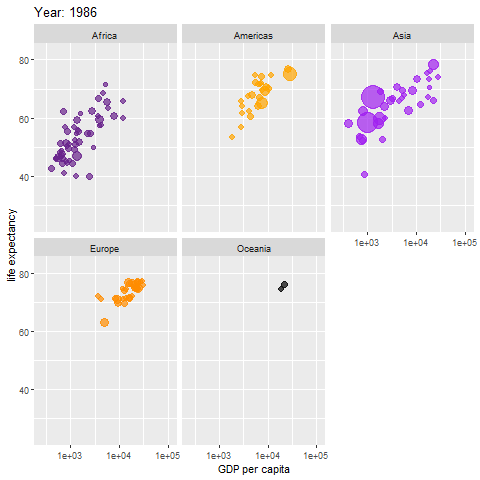 Year: 1986
Africa Americas Asia
80
60
40
1e+03 1e+04 1e+05
Europe Oceania
80
60
40
1e+03 1e+04 1e+05 1e+03 1e+04 1e+05
life expectancy
GDP per capita